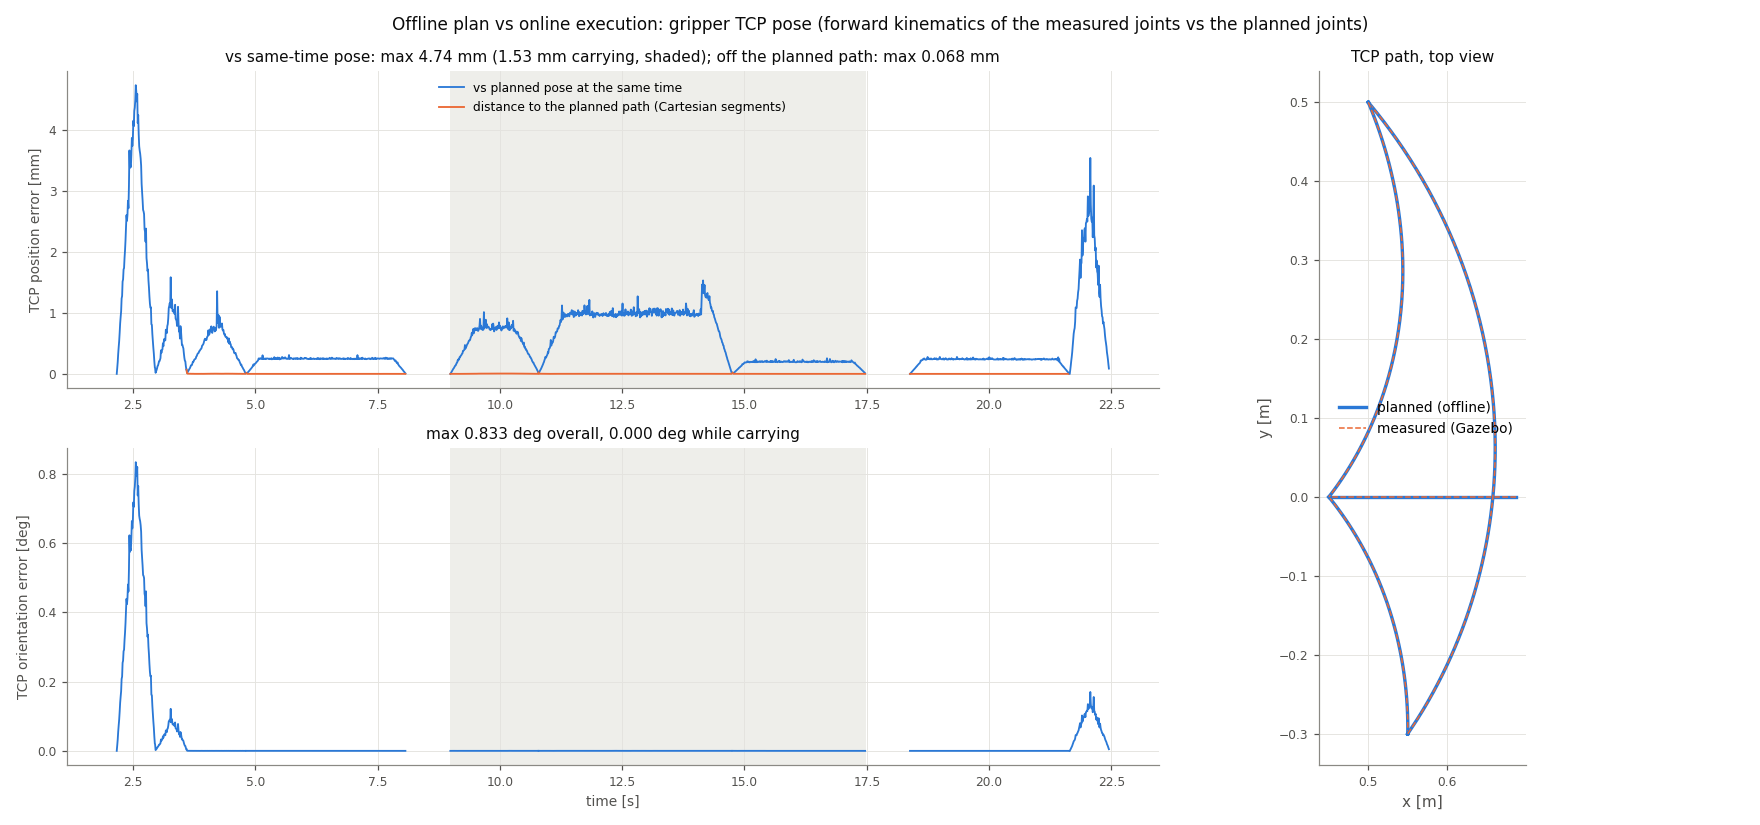 Offline plan vs online execution: gripper TCP pose (forward kinematics of the measured joints vs the planned joints)
vs same-time pose: max 4.74 mm (1.53 mm carrying, shaded); off the planned path: max 0.068 mm
TCP position error [mm]
4
3
2
1
0
vs planned pose at the same time
distance to the planned path (Cartesian segments)
2.5 5.0 7.5 10.0 12.5 15.0 17.5 20.0 22.5
max 0.833 deg overall, 0.000 deg while carrying
TCP orientation error [deg]
0.8
0.6
0.4
0.2
0.0
2.5 5.0 7.5 10.0 12.5 15.0 17.5 20.0 22.5
time [s]
TCP path, top view
y [m]
0.5
0.4
0.3
0.2
0.1
0.0
−0.1
−0.2
−0.3
planned (offline)
measured (Gazebo)
0.5 0.6
x [m]